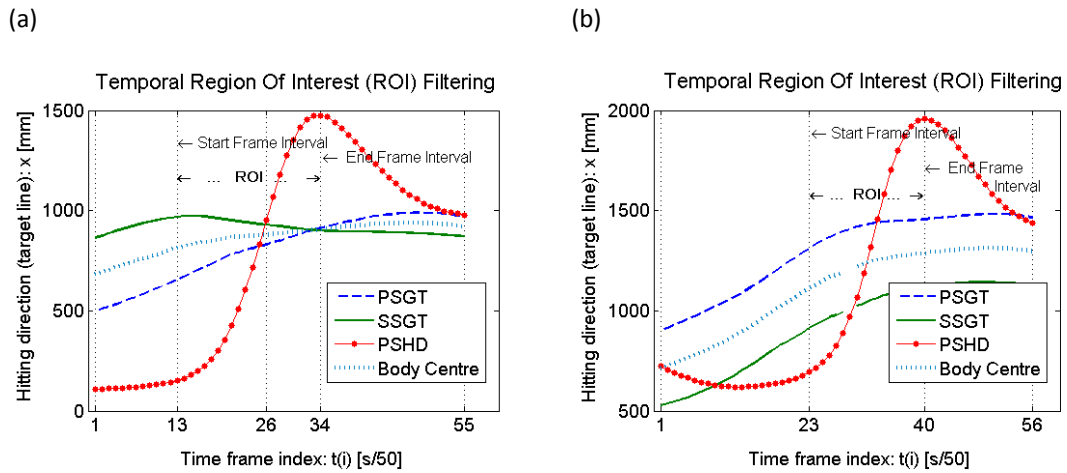 (a)
Temporal Region Of Interest (ROI) Filtering
Hitting direction (target line): x [mm]
1500
1000
500
0
← Start Frame Interval
← End Frame Interval
... ROI ...
PSGT
SSGT
PSHD
Body Centre
1 13 26 34 55
Time frame index: t(i) [s/50]
(b)
Temporal Region Of Interest (ROI) Filtering
Hitting direction (target line): x [mm]
2000
1500
1000
500
← Start Frame Interval
← End Frame
Interval
... ROI ...
PSGT
SSGT
PSHD
Body Centre
1 23 40 56
Time frame index: t(i) [s/50]